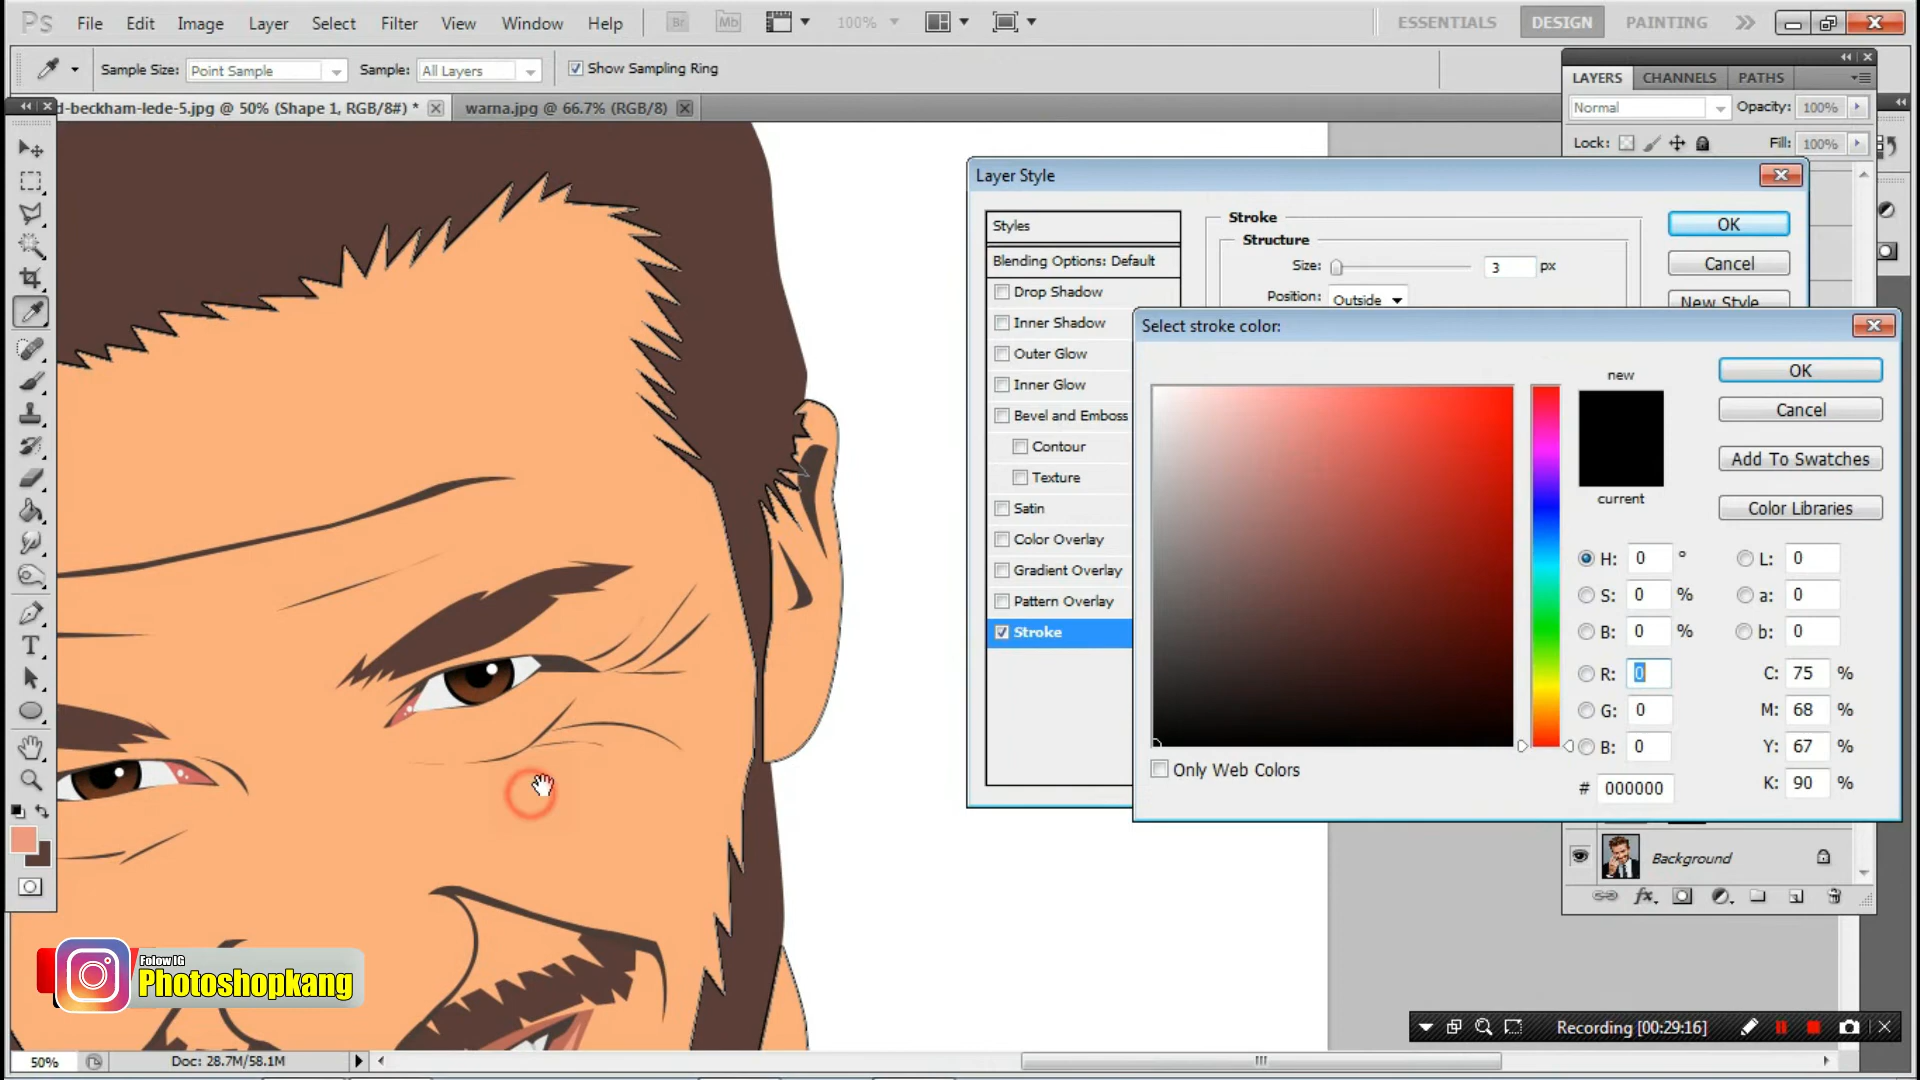 Ps File Edit Image Layer Select Filter View Window Help Br Mb 100% ESSENTIALS DESIGN PAINTING
Sample Size: Point Sample Sample: All Layers Show Sampling Ring
d-beckham-lede-5.jpg @ 50% (Shape 1, RGB/8#) * warna.jpg @ 66.7% (RGB/8)
LAYERS CHANNELS PATHS
Normal Opacity: 100%
Lock: Fill: 100%
Layer Style
Styles
Blending Options: Default
Drop Shadow
Inner Shadow
Outer Glow
Inner Glow
Bevel and Emboss
Contour
Texture
Satin
Color Overlay
Gradient Overlay
Pattern Overlay
Stroke
Stroke
Structure
Size: 3 px
Position: Outside
OK
Cancel
New Style
Select stroke color:
new
current
OK
Cancel
Add To Swatches
Color Libraries
H: 0 ° L: 0
S: 0 % a: 0
B: 0 % b: 0
R: 0 C: 75 %
G: 0 M: 68 %
B: 0 Y: 67 %
# 000000 K: 90 %
Only Web Colors
Background
T
Folow IG
Photoshopkang
Recording [00:29:16]
50% Doc: 28.7M/58.1M